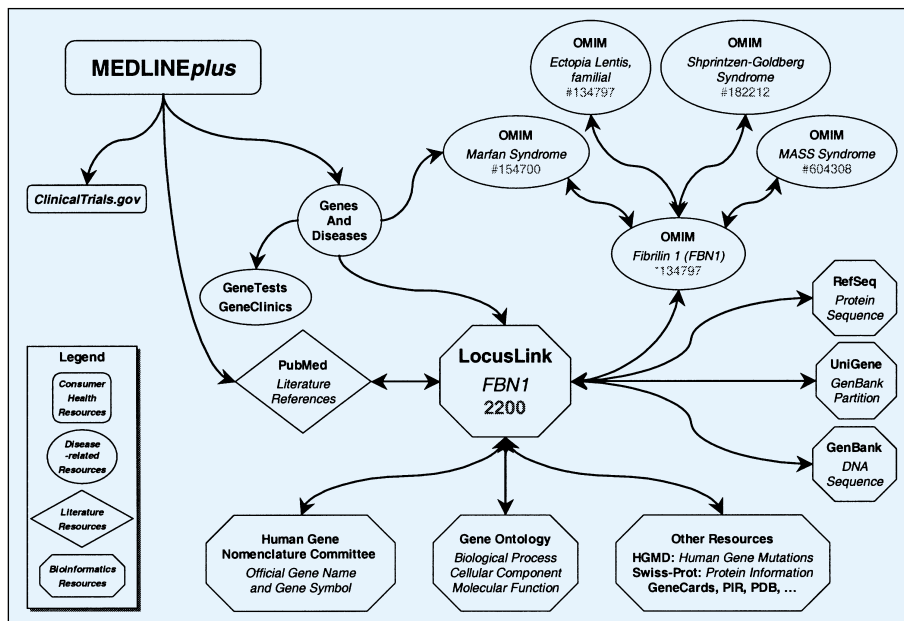 MEDLINEplus
ClinicalTrials.gov
Genes
And
Diseases
GeneTests
GeneClinics
OMIM
Marfan Syndrome
#154700
OMIM
Ectopia Lentis,
familial
#134797
OMIM
Shprintzen-Goldberg
Syndrome
#182212
OMIM
MASS Syndrome
#604308
OMIM
Fibrilin 1 (FBN1)
*134797
RefSeq
Protein
Sequence
UniGene
GenBank
Partition
GenBank
DNA
Sequence
LocusLink
FBN1
2200
PubMed
Literature
References
Legend
Consumer
Health
Resources
Disease
-related
Resources
Literature
Resources
Bioinformatics
Resources
Human Gene
Nomenclature Committee
Official Gene Name
and Gene Symbol
Gene Ontology
Biological Process
Cellular Component
Molecular Function
Other Resources
HGMD: Human Gene Mutations
Swiss-Prot: Protein Information
GeneCards, PIR, PDB, ...